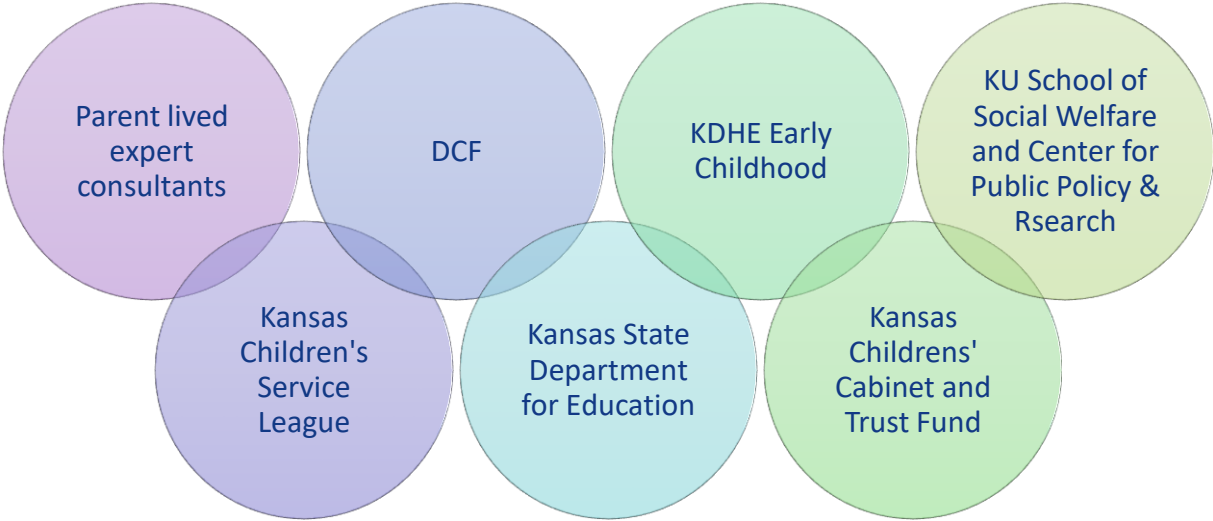 Parent lived
expert
consultants
DCF
KDHE Early
Childhood
KU School of
Social Welfare
and Center for
Public Policy &
Rsearch
Kansas
Children's
Service
League
Kansas State
Department
for Education
Kansas
Childrens'
Cabinet and
Trust Fund